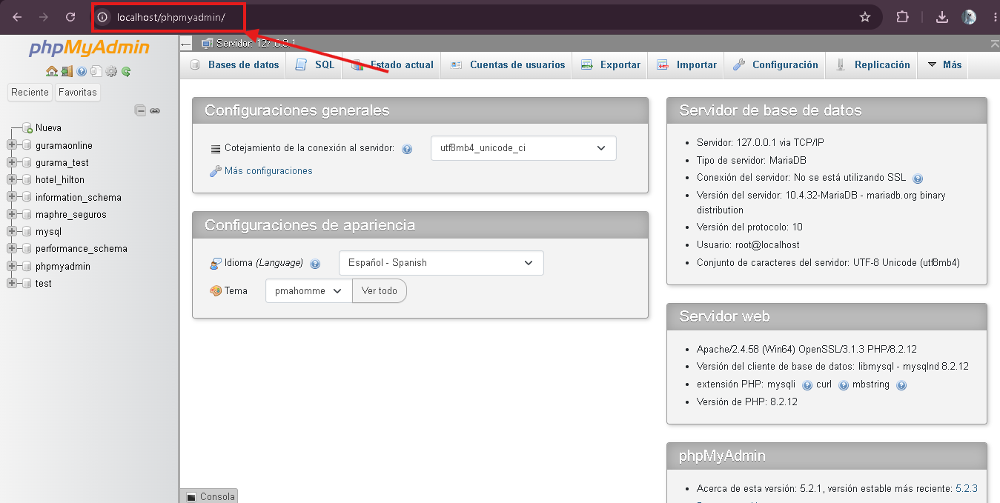 localhost/phpmyadmin/
phpMyAdmin
Reciente Favoritas
Nueva
guramaonline
gurama_test
hotel_hilton
information_schema
maphre_seguros
mysql
performance_schema
phpmyadmin
test
Servidor: 127.0.0.1
Bases de datos SQL Estado actual Cuentas de usuarios Exportar Importar Configuración Replicación Más
Configuraciones generales
Cotejamiento de la conexión al servidor: utf8mb4_unicode_ci
Más configuraciones
Configuraciones de apariencia
Idioma (Language) Español - Spanish
Tema pmahomme Ver todo
Servidor de base de datos
Servidor: 127.0.0.1 via TCP/IP
Tipo de servidor: MariaDB
Conexión del servidor: No se está utilizando SSL
Versión del servidor: 10.4.32-MariaDB - mariadb.org binary
distribution
Versión del protocolo: 10
Usuario: root@localhost
Conjunto de caracteres del servidor: UTF-8 Unicode (utf8mb4)
Servidor web
Apache/2.4.58 (Win64) OpenSSL/3.1.3 PHP/8.2.12
Versión del cliente de base de datos: libmysql - mysqlnd 8.2.12
extensión PHP: mysqli curl mbstring
Versión de PHP: 8.2.12
phpMyAdmin
Acerca de esta versión: 5.2.1, versión estable más reciente: 5.2.3
Consola